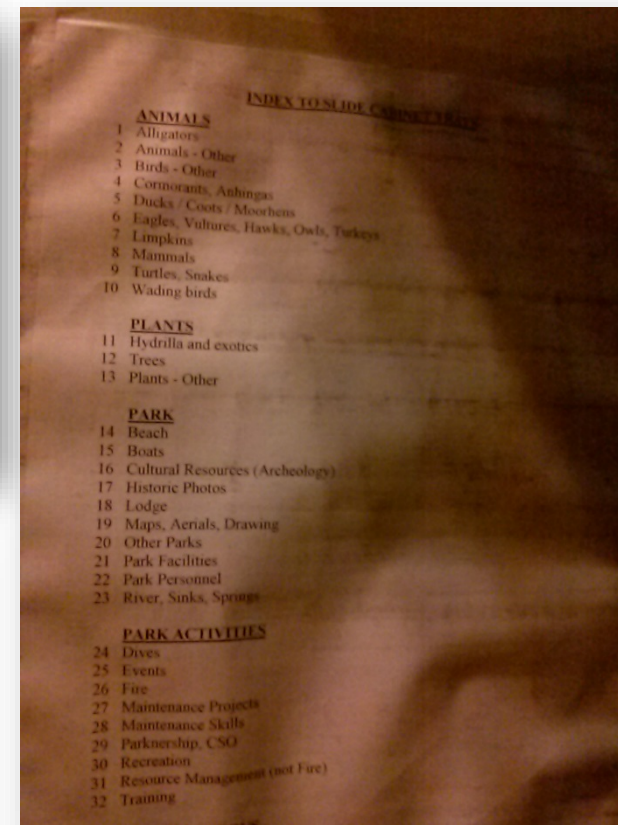 INDEX TO SLIDE CABINET TRAYS
ANIMALS
1 Alligators
2 Animals - Other
3 Birds - Other
4 Cormorants, Anhingas
5 Ducks / Coots / Moorhens
6 Eagles, Vultures, Hawks, Owls, Turkeys
7 Limpkins
8 Mammals
9 Turtles, Snakes
10 Wading birds
PLANTS
11 Hydrilla and exotics
12 Trees
13 Plants - Other
PARK
14 Beach
15 Boats
16 Cultural Resources (Archeology)
17 Historic Photos
18 Lodge
19 Maps, Aerials, Drawing
20 Other Parks
21 Park Facilities
22 Park Personnel
23 River, Sinks, Springs
PARK ACTIVITIES
24 Dives
25 Events
26 Fire
27 Maintenance Projects
28 Maintenance Skills
29 Parknership, CSO
30 Recreation
31 Resource Management (not Fire)
32 Training